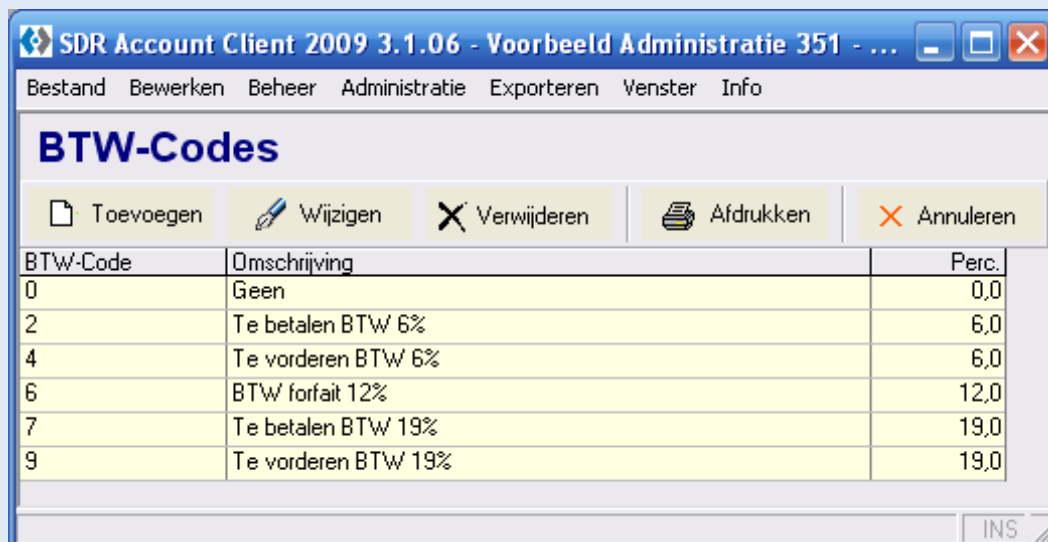 SDR Account Client 2009 3.1.06 - Voorbeeld Administratie 351 - ...
Bestand Bewerken Beheer Administratie Exporteren Venster Info
BTW-Codes
Toevoegen Wijzigen Verwijderen Afdrukken Annuleren
BTW-Code Omschrijving Perc.
0 Geen 0,0
2 Te betalen BTW 6% 6,0
4 Te vorderen BTW 6% 6,0
6 BTW forfait 12% 12,0
7 Te betalen BTW 19% 19,0
9 Te vorderen BTW 19% 19,0
INS